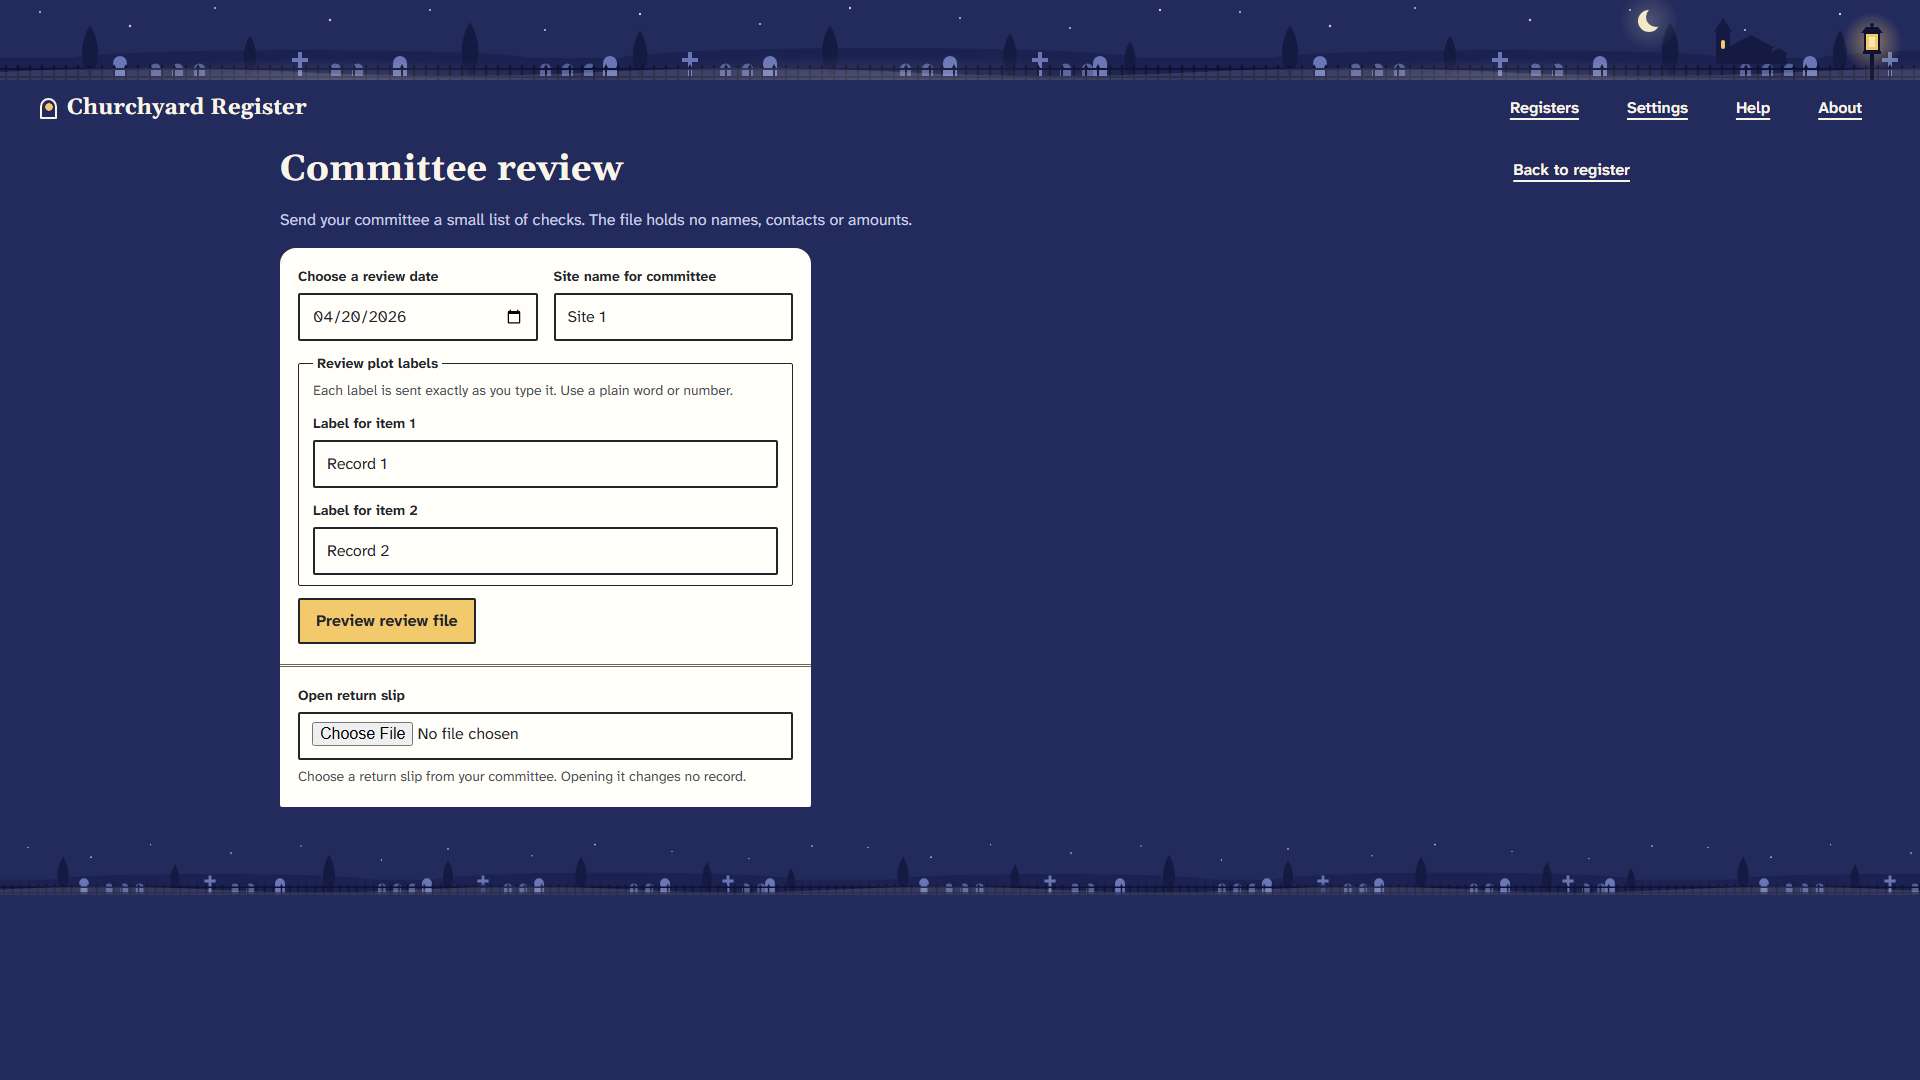 Churchyard Register
Registers
Settings
Help
About
Committee review
Back to register
Send your committee a small list of checks. The file holds no names, contacts or amounts.
Choose a review date
Site name for committee
04/20/2026
Site 1
Review plot labels
Each label is sent exactly as you type it. Use a plain word or number.
Label for item 1
Record 1
Label for item 2
Record 2
Preview review file
Open return slip
Choose File No file chosen
Choose a return slip from your committee. Opening it changes no record.